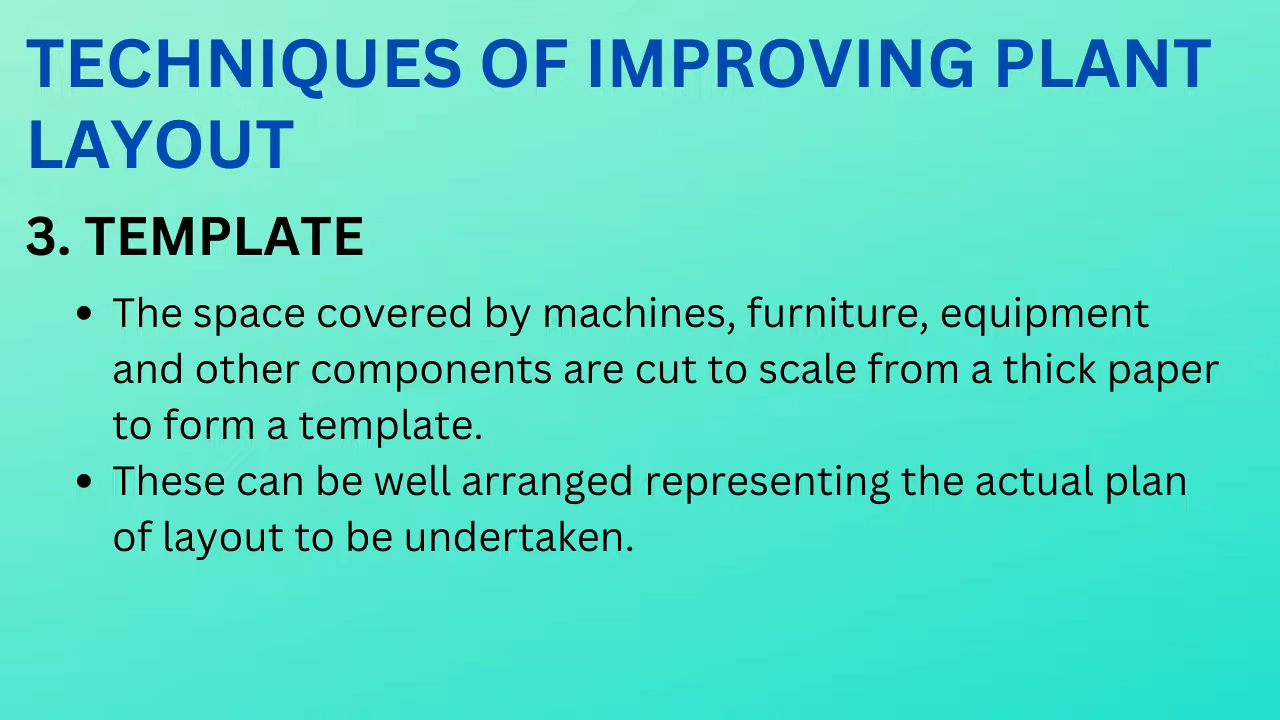 TECHNIQUES OF IMPROVING PLANT
LAYOUT
3. TEMPLATE
• The space covered by machines, furniture, equipment
and other components are cut to scale from a thick paper
to form a template.
• These can be well arranged representing the actual plan
of layout to be undertaken.